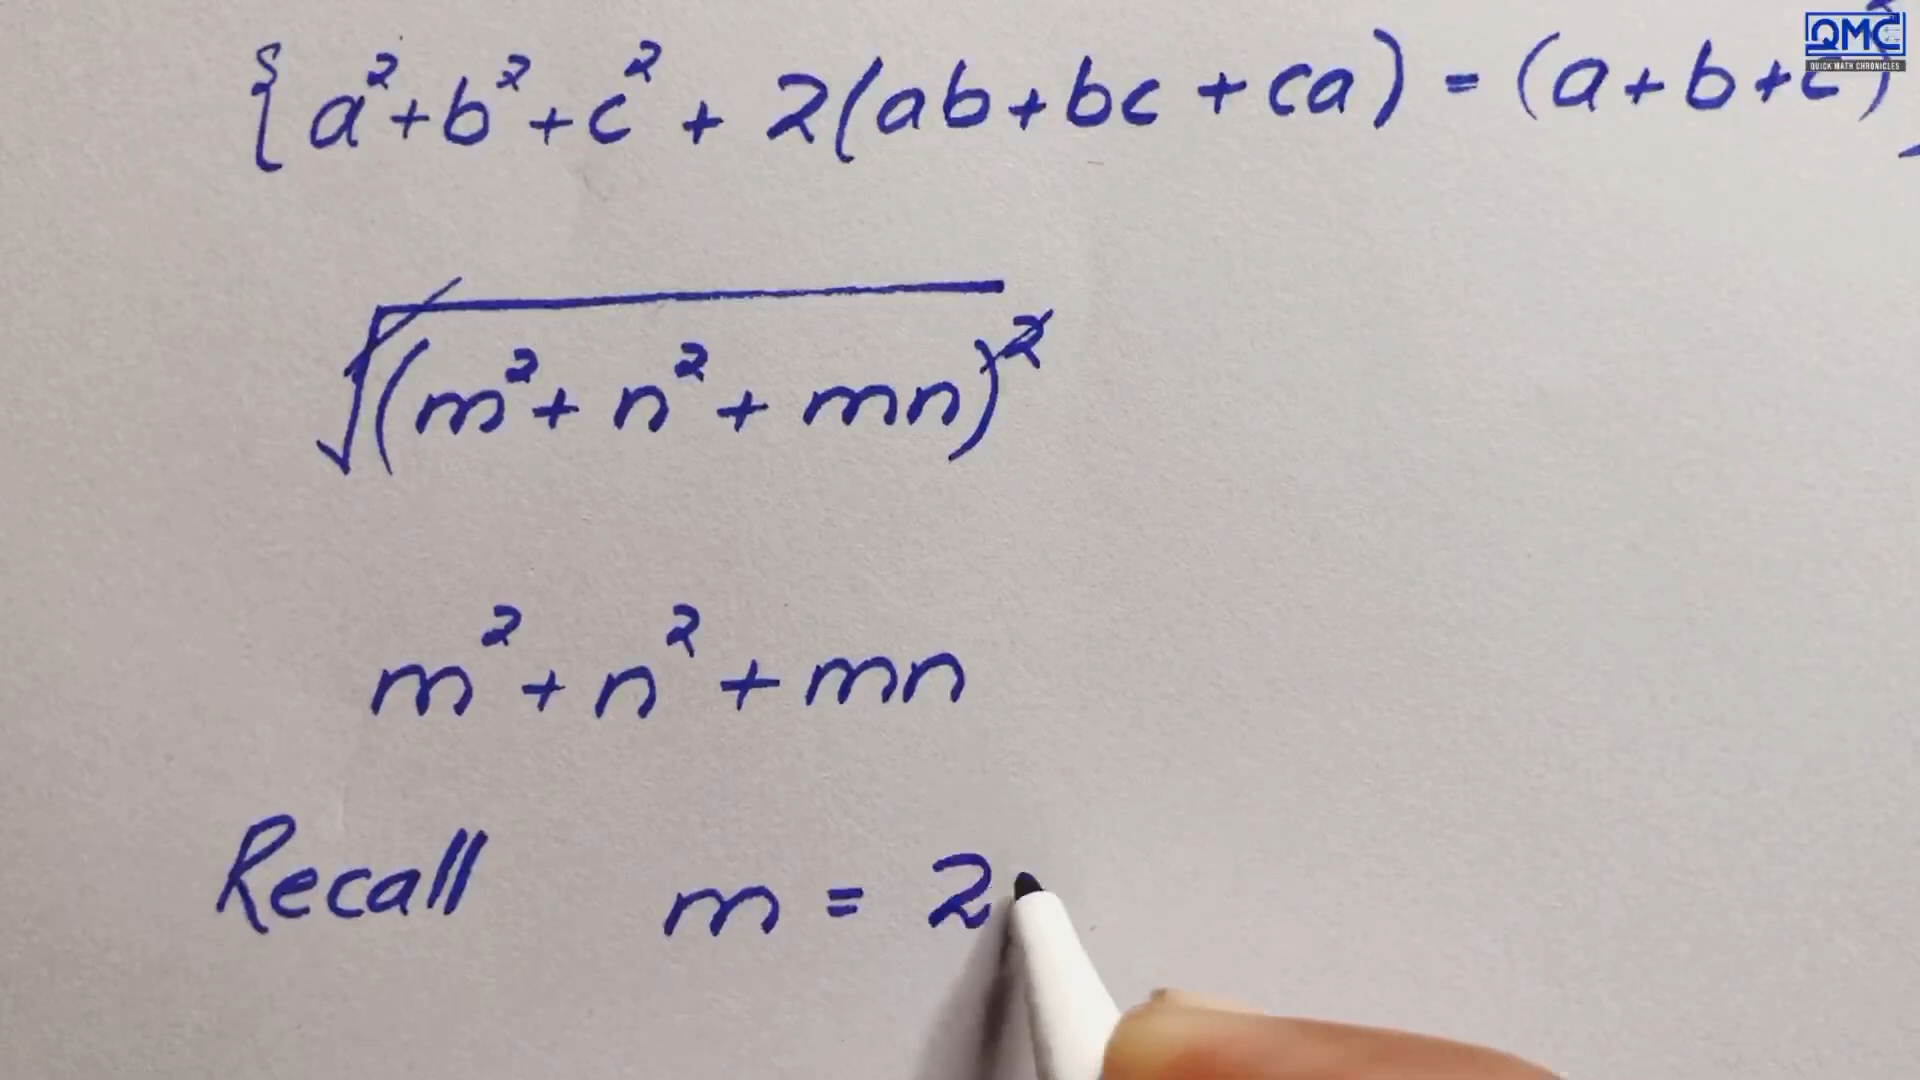 QMC
QUICK MATH CHRONICLES
{a²+b²+c² + 2(ab+bc+ca) = (a+b+c)²}
√(m²+n²+mn)²
m²+n²+mn
Recall m = 2